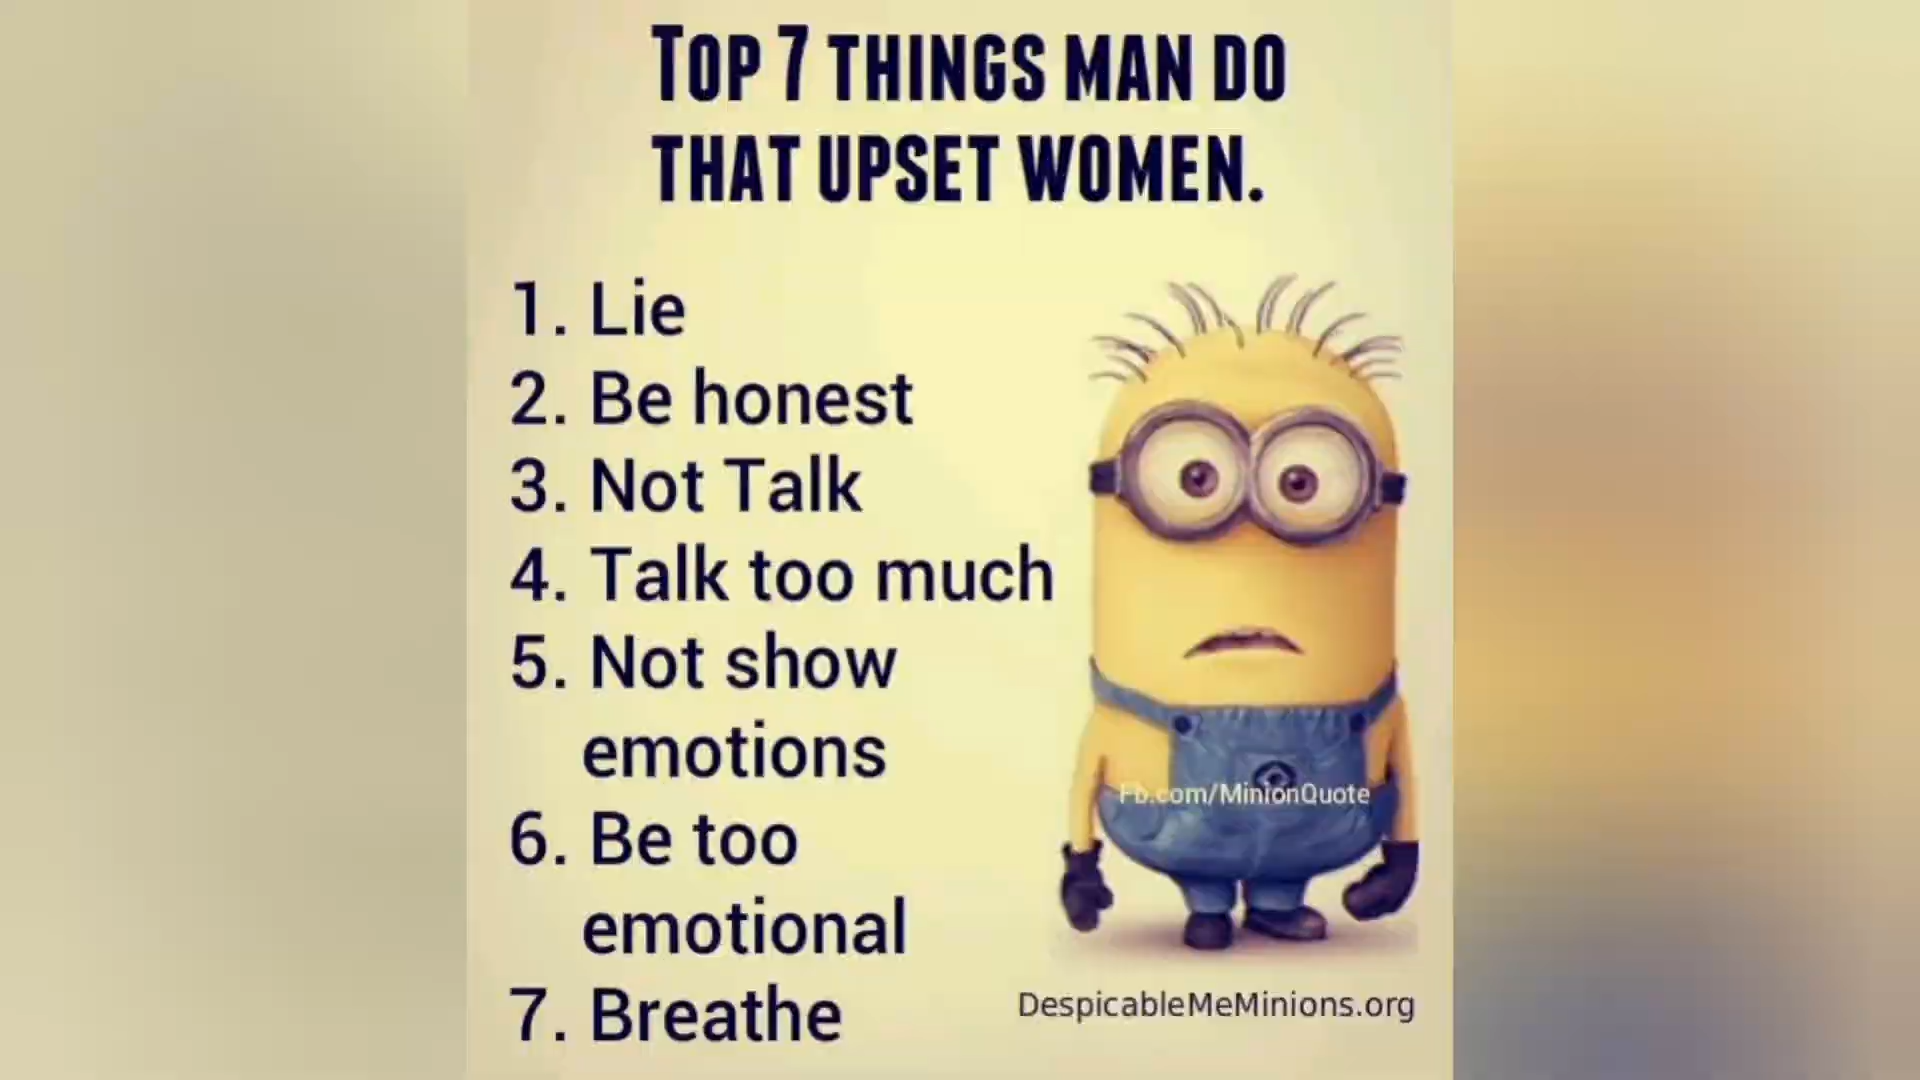 TOP 7 THINGS MAN DO
THAT UPSET WOMEN.
1. Lie
2. Be honest
3. Not Talk
4. Talk too much
5. Not show
emotions
6. Be too
emotional
7. Breathe
Fb.com/MinionQuote
DespicableMeMinions.org